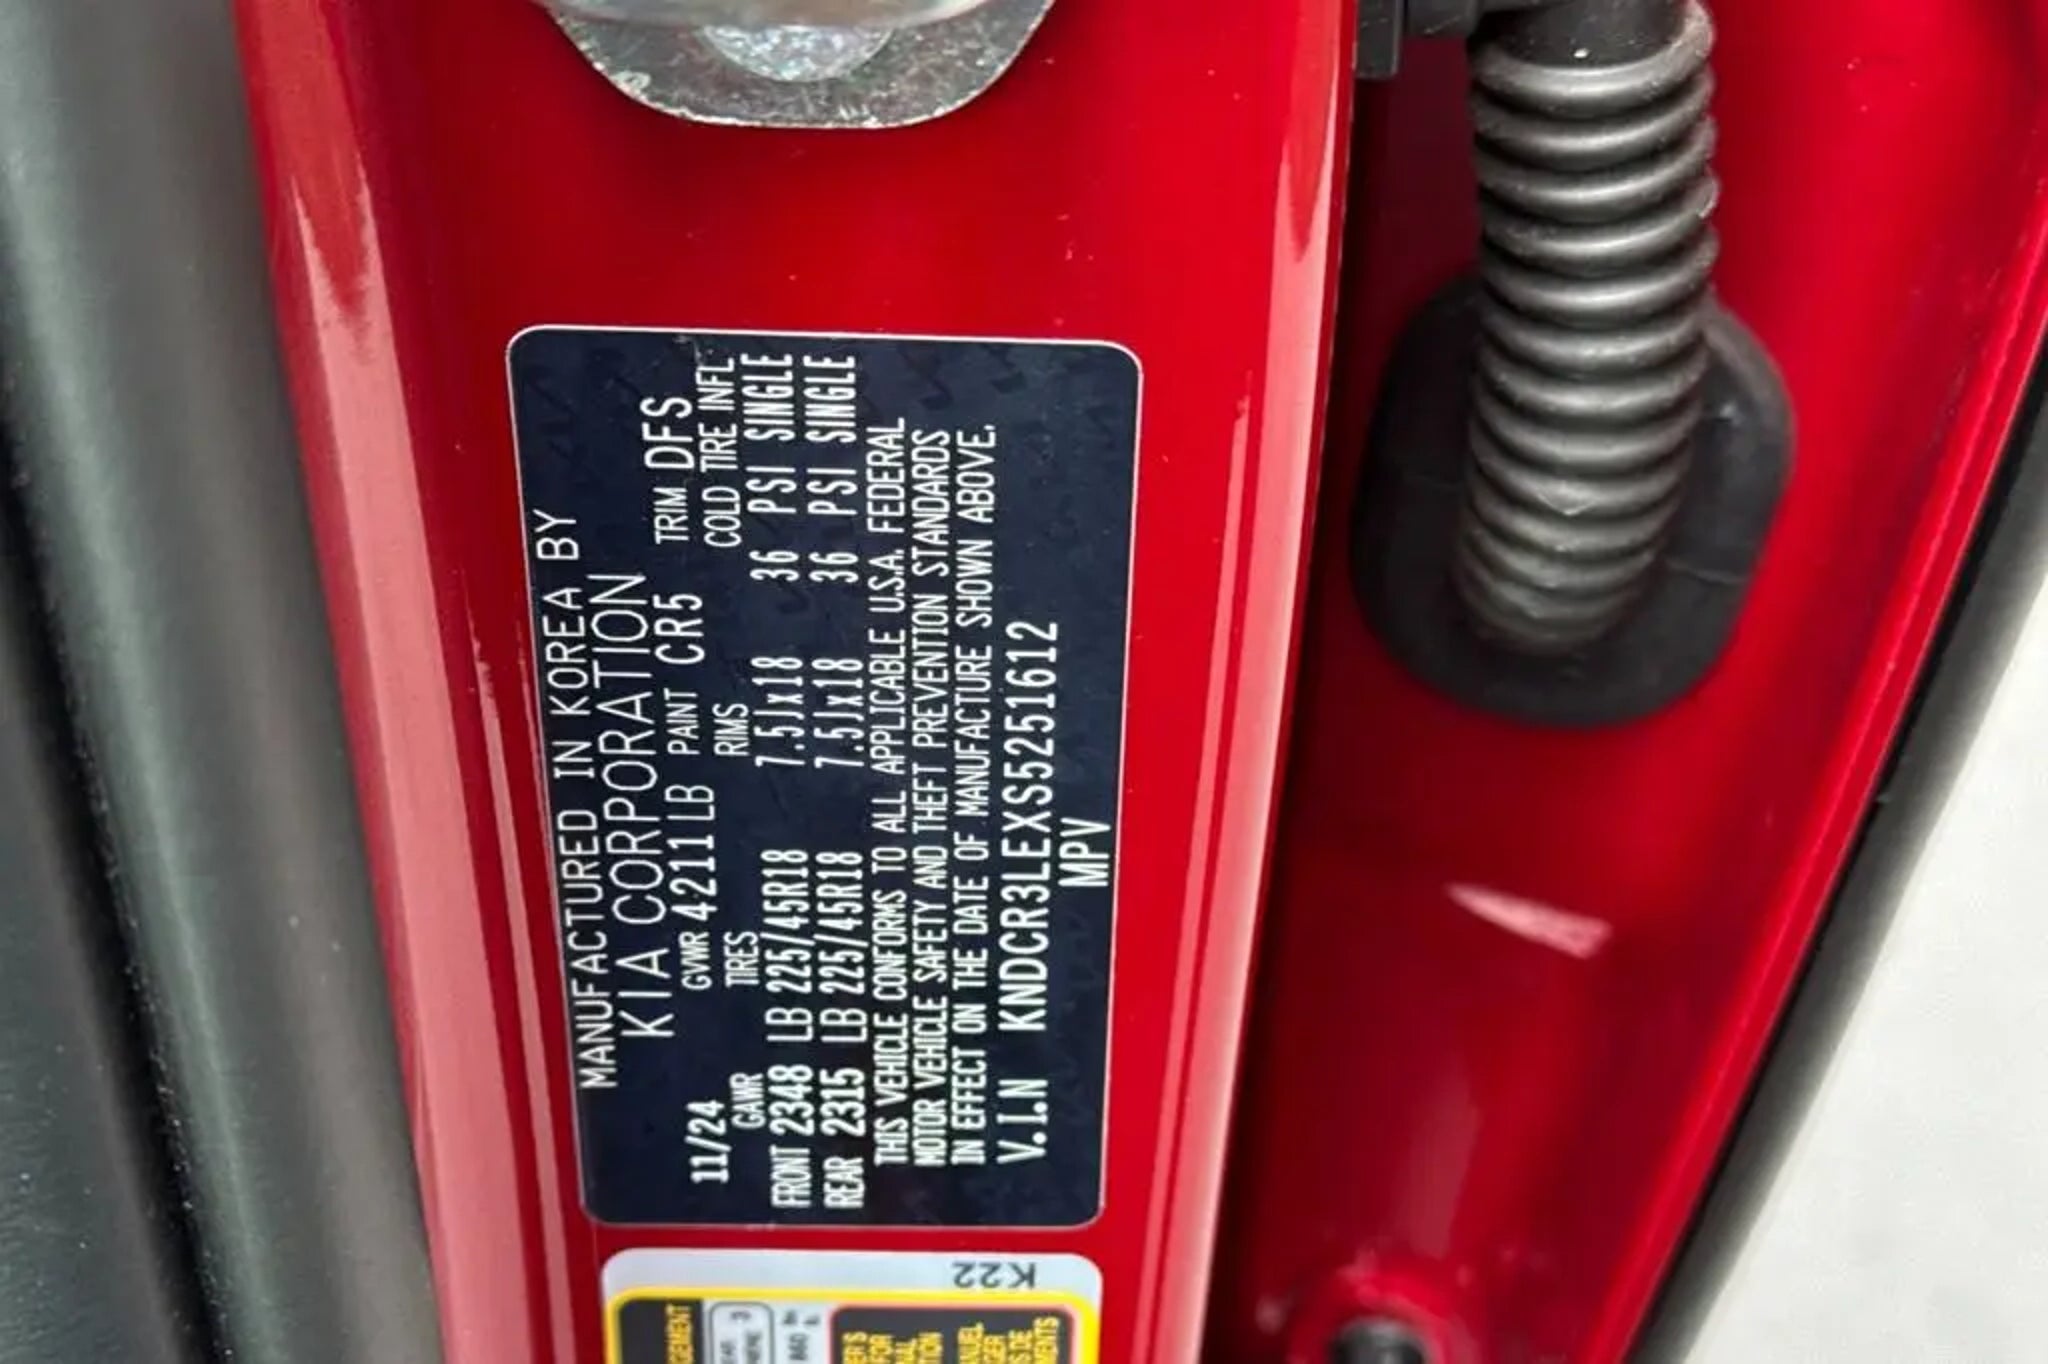 MANUFACTURED IN KOREA BY
KIA CORPORATION
11/24 GVWR 4211LB PAINT CR5 TRIM DFS
GAWR TIRES RIMS COLD TIRE INFL
FRONT 2348 LB 225/45R18 7.5Jx18 36 PSI SINGLE
REAR 2315 LB 225/45R18 7.5Jx18 36 PSI SINGLE
THIS VEHICLE CONFORMS TO ALL APPLICABLE U.S.A. FEDERAL
MOTOR VEHICLE SAFETY AND THEFT PREVENTION STANDARDS
IN EFFECT ON THE DATE OF MANUFACTURE SHOWN ABOVE.
V.I.N KNDCR3LEXS5251612
MPV
K22